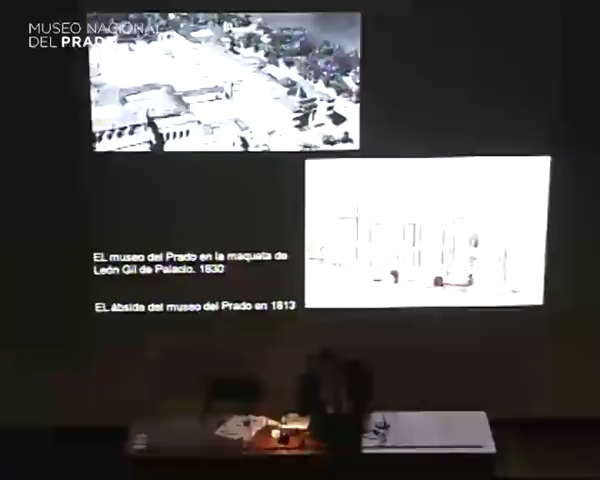 MUSEO NACIONAL
DEL PRADO
EL museo del Prado en la maqueta de
León Gil de Palacio. 1830
EL ábside del museo del Prado en 1813